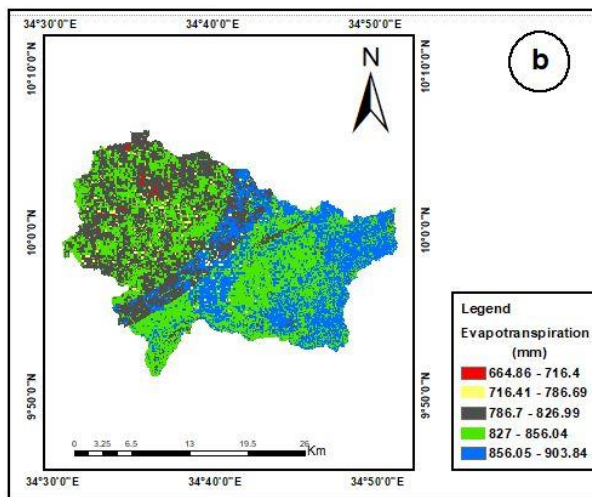 34°30'0"E 34°40'0"E 34°50'0"E
b
N
10°10'0"N 10°10'0"N
10°0'0"N 10°0'0"N
9°50'0"N 9°50'0"N
Legend
Evapotranspiration
(mm)
664.86 - 716.4
716.41 - 786.69
786.7 - 826.99
827 - 856.04
856.05 - 903.84
0 3.25 6.5 13 19.5 26
Km
34°30'0"E 34°40'0"E 34°50'0"E